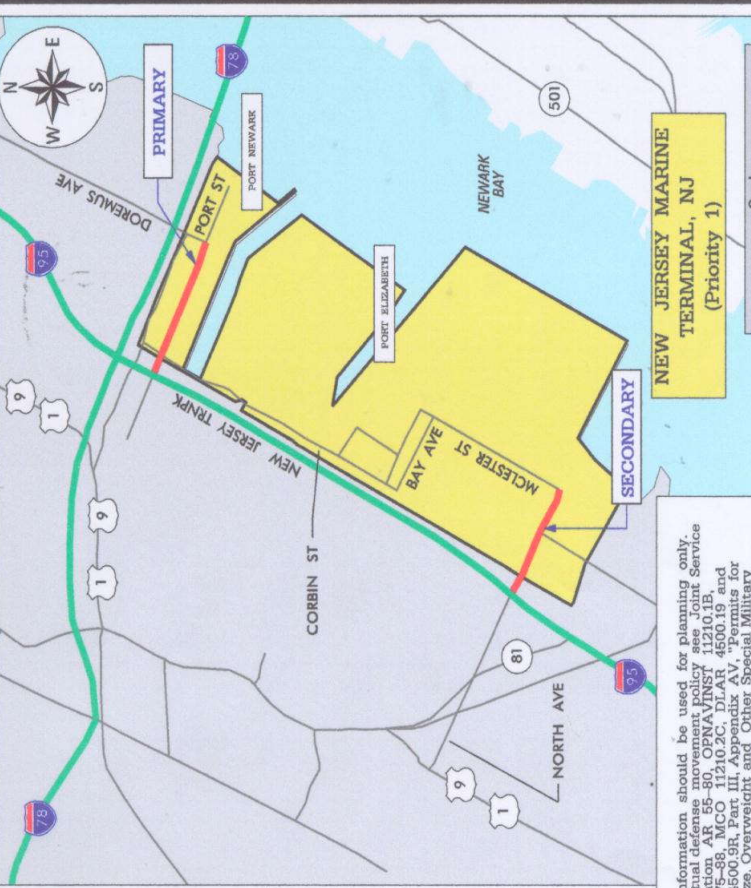 N
E
W
S
95
78
PRIMARY
DOREMUS AVE
PORT ST
PORT NEWARK
9
1
9
1
NEW JERSEY TRNPK
PORT ELIZABETH
NEWARK
BAY
501
CORBIN ST
BAY AVE
MCLESTER ST
SECONDARY
NEW JERSEY MARINE
TERMINAL, NJ
(Priority 1)
78
81
95
9
1
NORTH AVE
formation should be used for planning only.
tual defense movement policy see Joint Service
tion AR 55-80, OPNAVINST 11210.1B,
75-88, MCO 11210.2C, DLAR 4500.19 and
500.9R, Part III, Appendix AV, "Permits for
ze, Overweight and Other Special Military